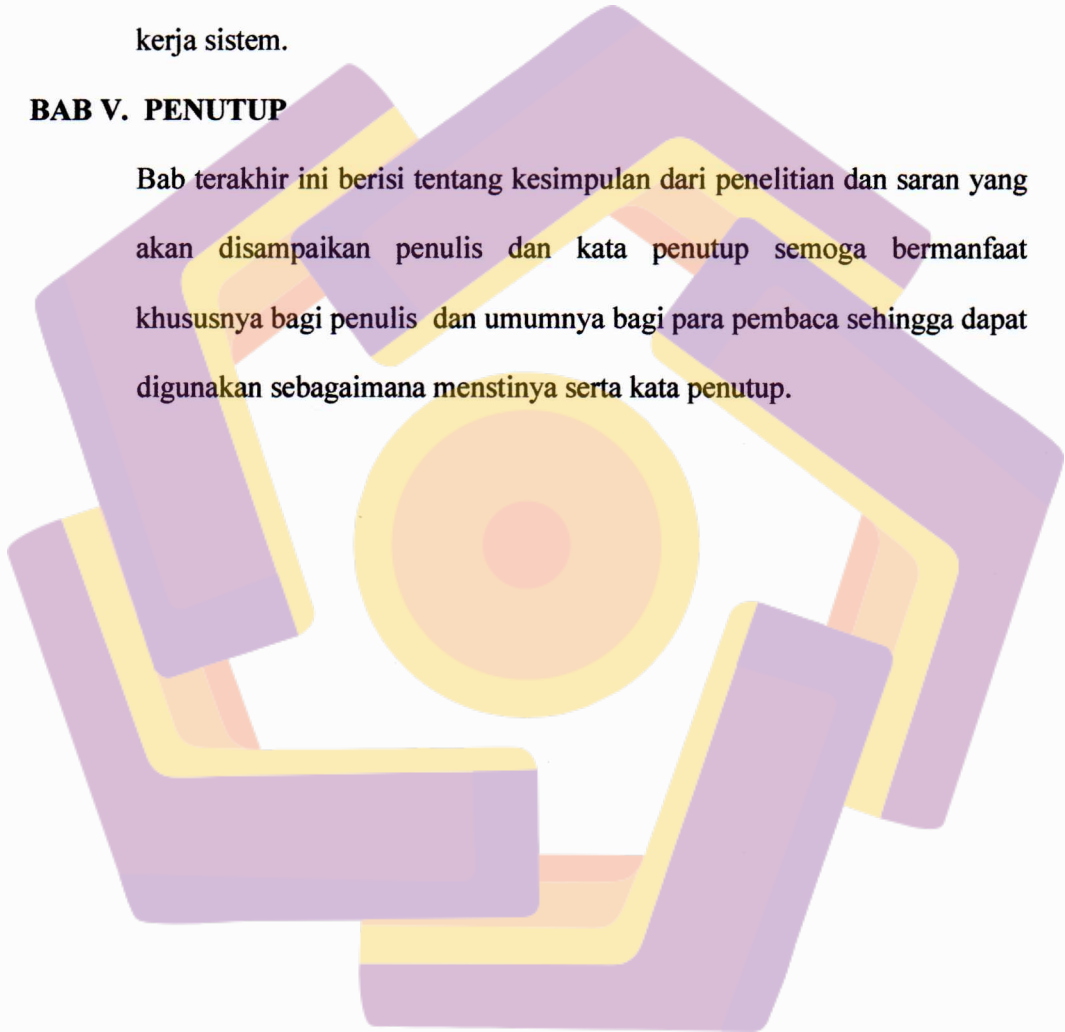 kerja sistem.
BAB V. PENUTUP
Bab terakhir ini berisi tentang kesimpulan dari penelitian dan saran yang
akan disampaikan penulis dan kata penutup semoga bermanfaat
khususnya bagi penulis dan umumnya bagi para pembaca sehingga dapat
digunakan sebagaimana menstinya serta kata penutup.